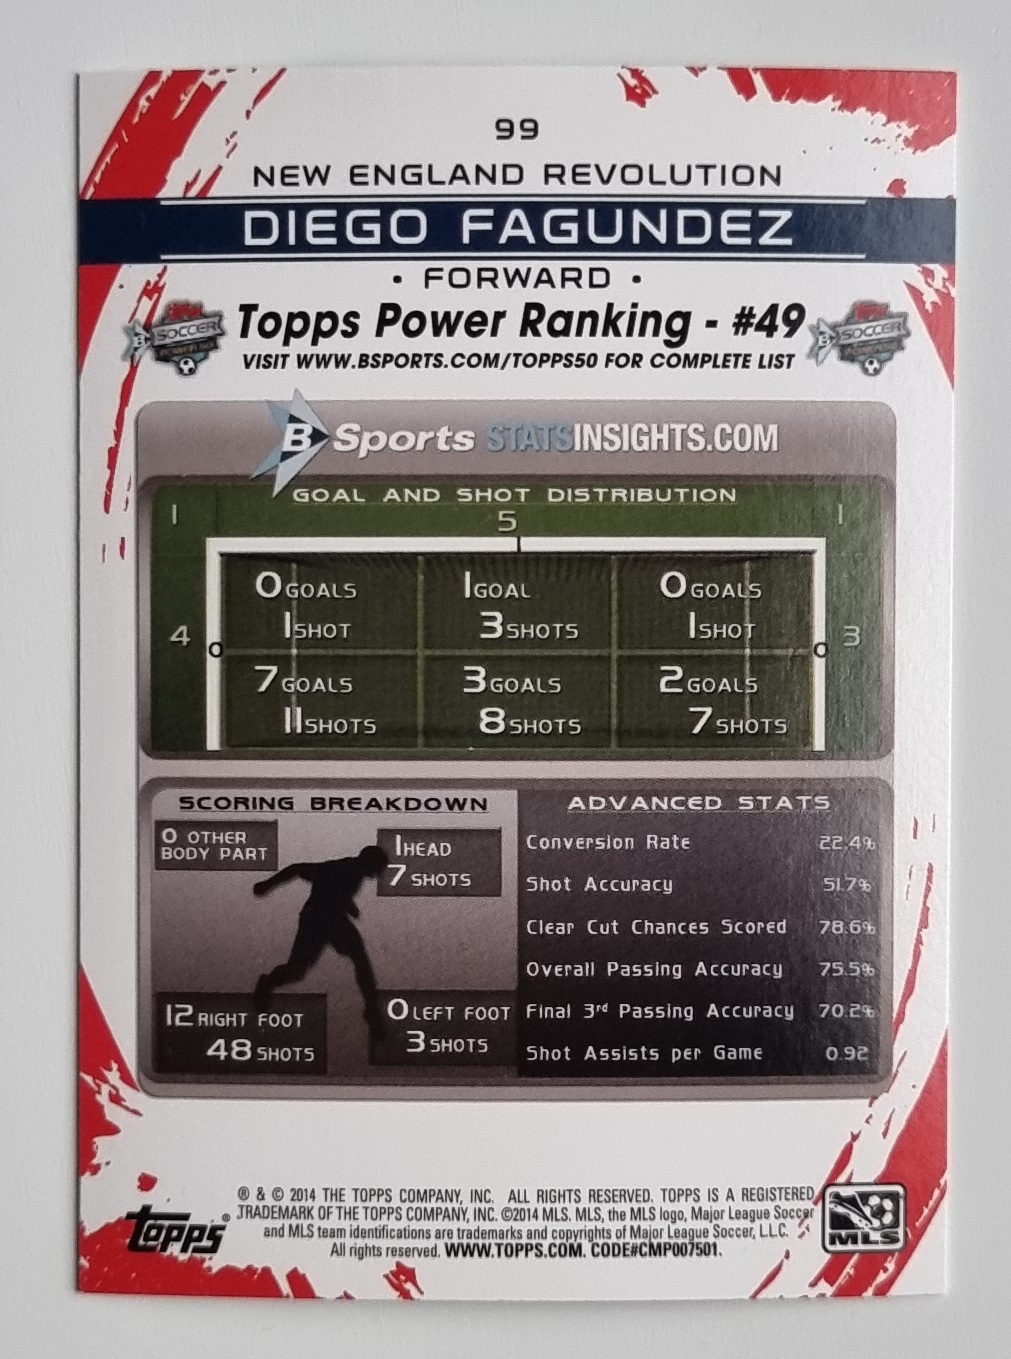 99
NEW ENGLAND REVOLUTION
DIEGO FAGUNDEZ
• FORWARD •
Topps Power Ranking - #49
VISIT WWW.BSPORTS.COM/TOPPS50 FOR COMPLETE LIST
B SOCCER
B SOCCER
B Sports STATSINSIGHTS.COM
GOAL AND SHOT DISTRIBUTION
1 5 1
0 GOALS 1 GOAL 0 GOALS
1 SHOT 3 SHOTS 1 SHOT
4 0 0 3
7 GOALS 3 GOALS 2 GOALS
11 SHOTS 8 SHOTS 7 SHOTS
SCORING BREAKDOWN
0 OTHER
BODY PART
1 HEAD
7 SHOTS
12 RIGHT FOOT
48 SHOTS
0 LEFT FOOT
3 SHOTS
ADVANCED STATS
Conversion Rate 22.4%
Shot Accuracy 51.7%
Clear Cut Chances Scored 78.6%
Overall Passing Accuracy 75.5%
Final 3rd Passing Accuracy 70.2%
Shot Assists per Game 0.92
® & © 2014 THE TOPPS COMPANY, INC. ALL RIGHTS RESERVED. TOPPS IS A REGISTERED
TRADEMARK OF THE TOPPS COMPANY, INC. ©2014 MLS. MLS, the MLS logo, Major League Soccer
and MLS team identifications are trademarks and copyrights of Major League Soccer, L.L.C.
All rights reserved. WWW.TOPPS.COM. CODE#CMP007501.
Topps®
MLS